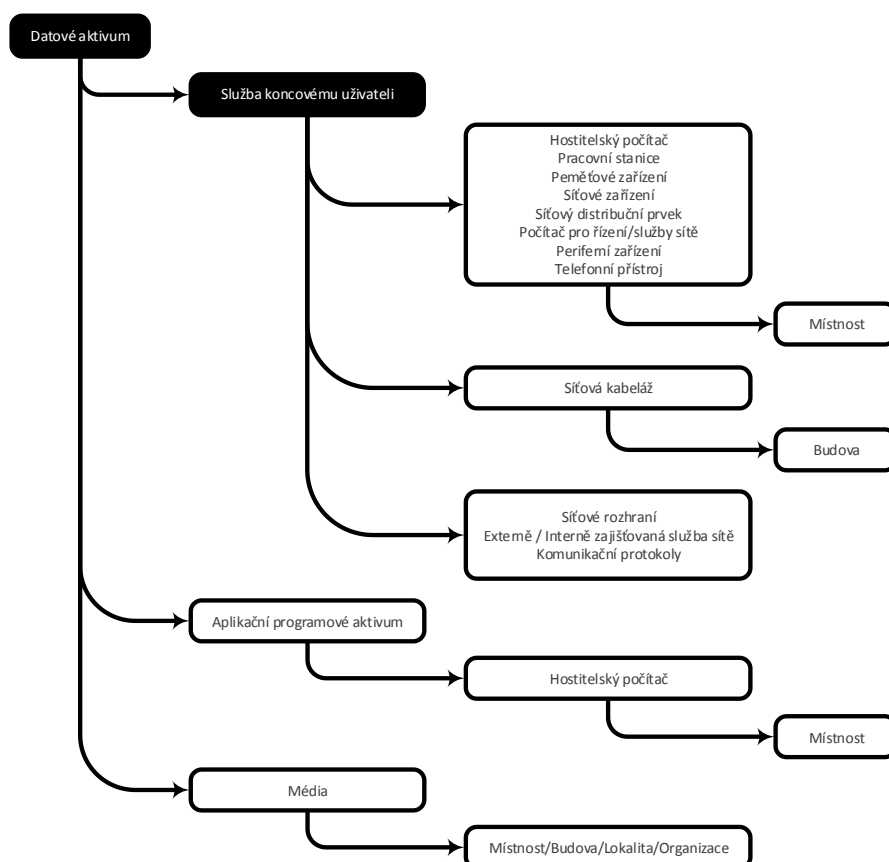 Datové aktivum
Služba koncovému uživateli
Hostitelský počítač
Pracovní stanice
Peměťové zařízení
Síťové zařízení
Síťový distribuční prvek
Počítač pro řízení/služby sítě
Periferní zařízení
Telefonní přístroj
Místnost
Síťová kabeláž
Budova
Síťové rozhraní
Externě / Interně zajišťovaná služba sítě
Komunikační protokoly
Aplikační programové aktivum
Hostitelský počítač
Místnost
Média
Místnost/Budova/Lokalita/Organizace